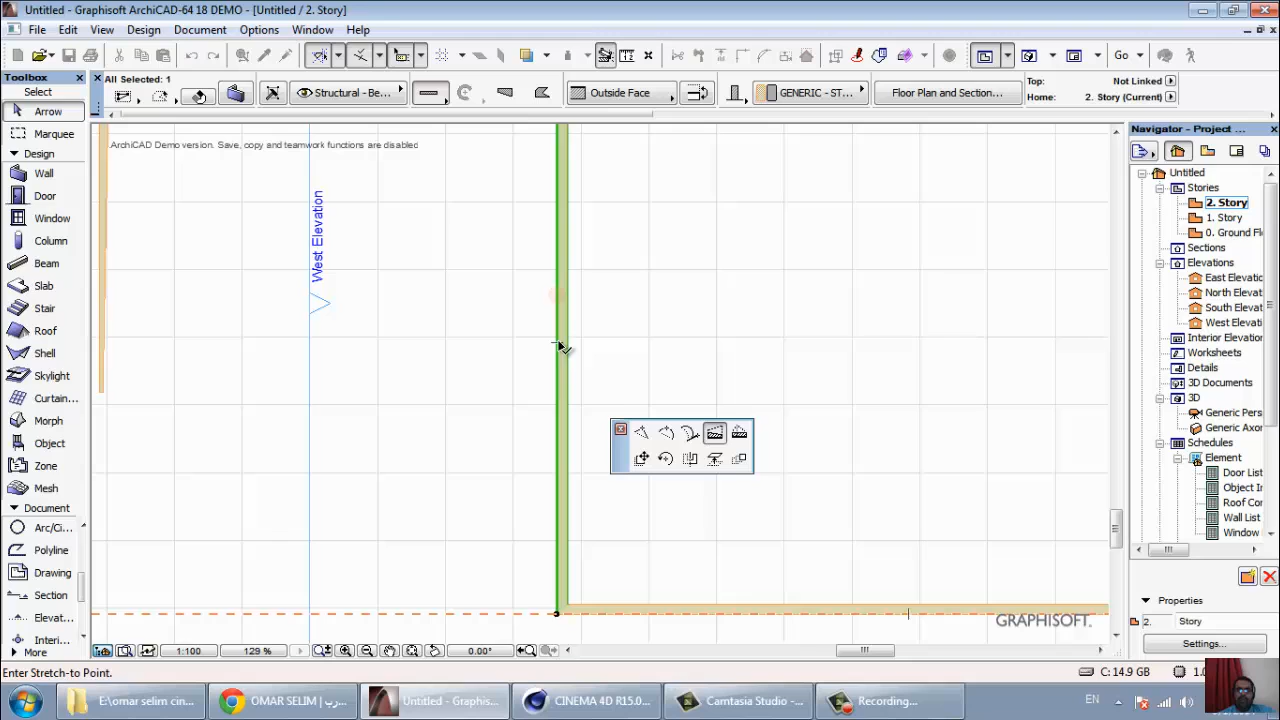 Untitled - Graphisoft ArchiCAD-64 18 DEMO - [Untitled / 2. Story]
File Edit View Design Document Options Window Help
Go
Toolbox
All Selected: 1
Select
Structural - Be...
Outside Face
GENERIC - ST...
Floor Plan and Section...
Top: Not Linked
Home: 2. Story (Current)
Arrow
Marquee
Design
Wall
Door
Window
Column
Beam
Slab
Stair
Roof
Shell
Skylight
Curtain...
Morph
Object
Zone
Mesh
Document
Arc/Ci...
Polyline
Drawing
Section
Elevat...
Interi...
More
ArchiCAD Demo version. Save, copy and teamwork functions are disabled
West Elevation
GRAPHISOFT.
Navigator - Project ...
Untitled
Stories
2. Story
1. Story
0. Ground Fl
Sections
Elevations
East Elevatio
North Elevat
South Elevat
West Elevati
Interior Elevation
Worksheets
Details
3D Documents
3D
Generic Pers
Generic Axor
Schedules
Element
Door List
Object In
Roof Cor
Wall List
Window
Properties
2. Story
Settings...
1:100 129 % 0.00°
Enter Stretch-to Point.
C: 14.9 GB
E:\omar selim cin...
OMAR SELIM | ...
Untitled - Graphis...
CINEMA 4D R15.0...
Camtasia Studio -...
Recording...
EN